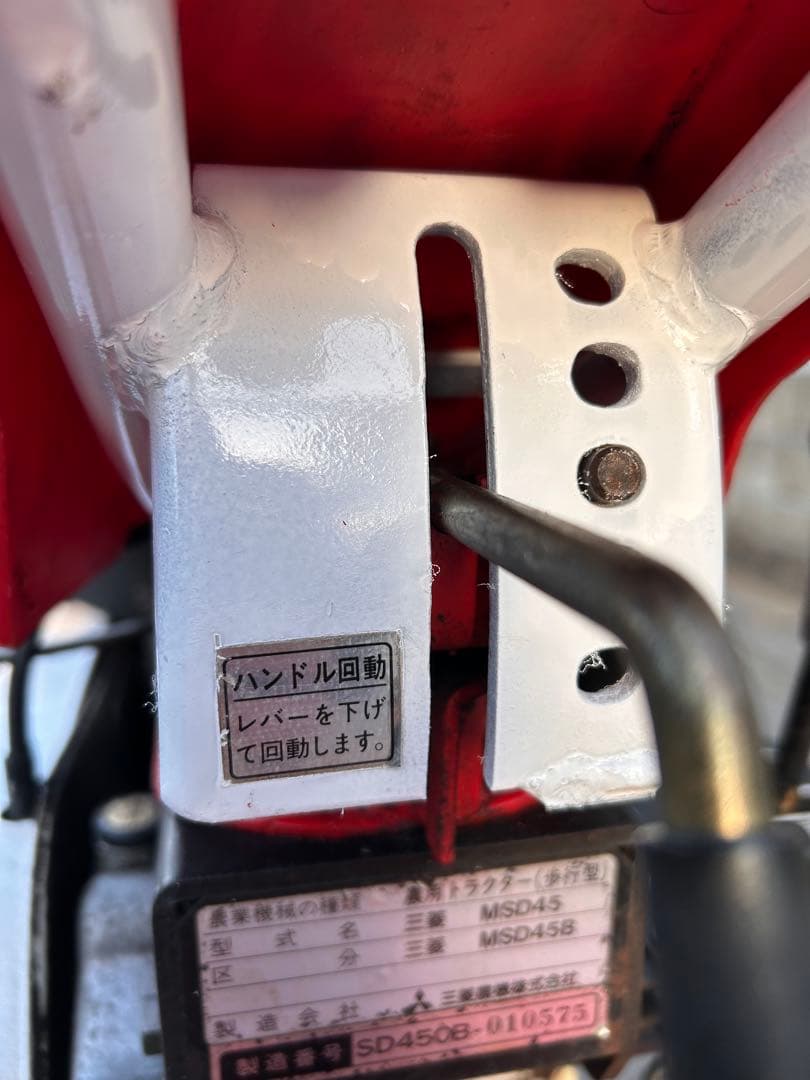 ハンドル回動
レバーを下げ
て回動します。
農業機械の種類 農用トラクター(歩行型)
型式名 三菱 MSD45
区分 三菱 MSD45B
製造会社 三菱農機株式会社
製造番号 SD450B-010575